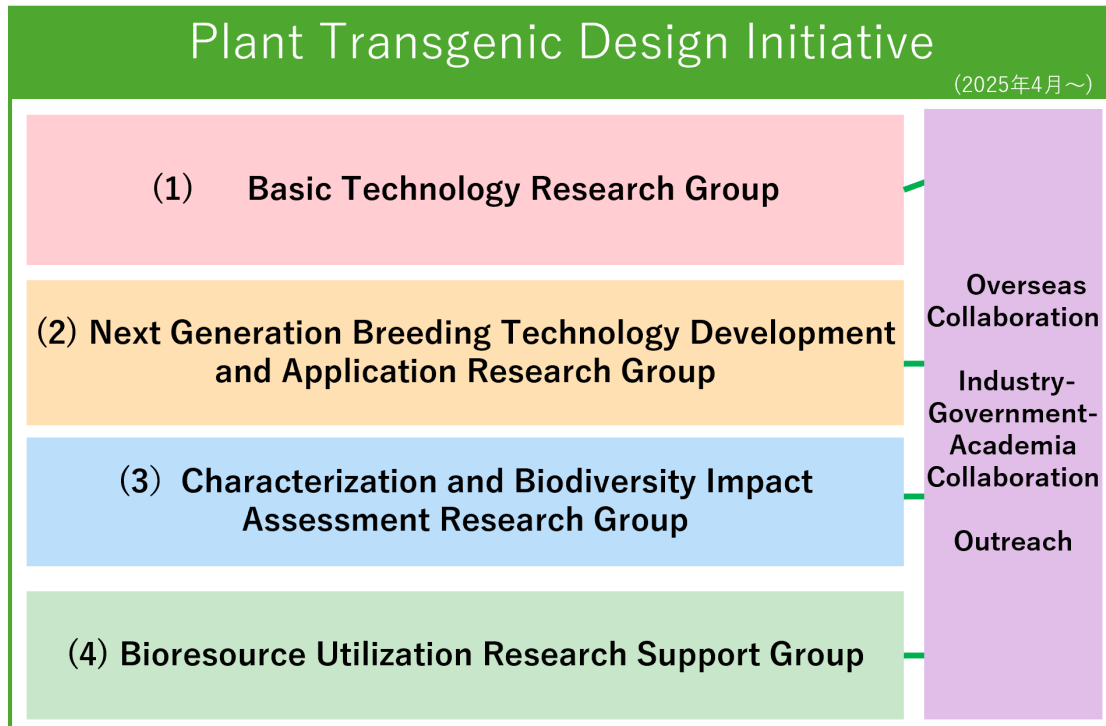 Plant Transgenic Design Initiative
(2025年4月～)
(1) Basic Technology Research Group
(2) Next Generation Breeding Technology Development
and Application Research Group
(3) Characterization and Biodiversity Impact
Assessment Research Group
(4) Bioresource Utilization Research Support Group
Overseas
Collaboration
Industry-
Government-
Academia
Collaboration
Outreach